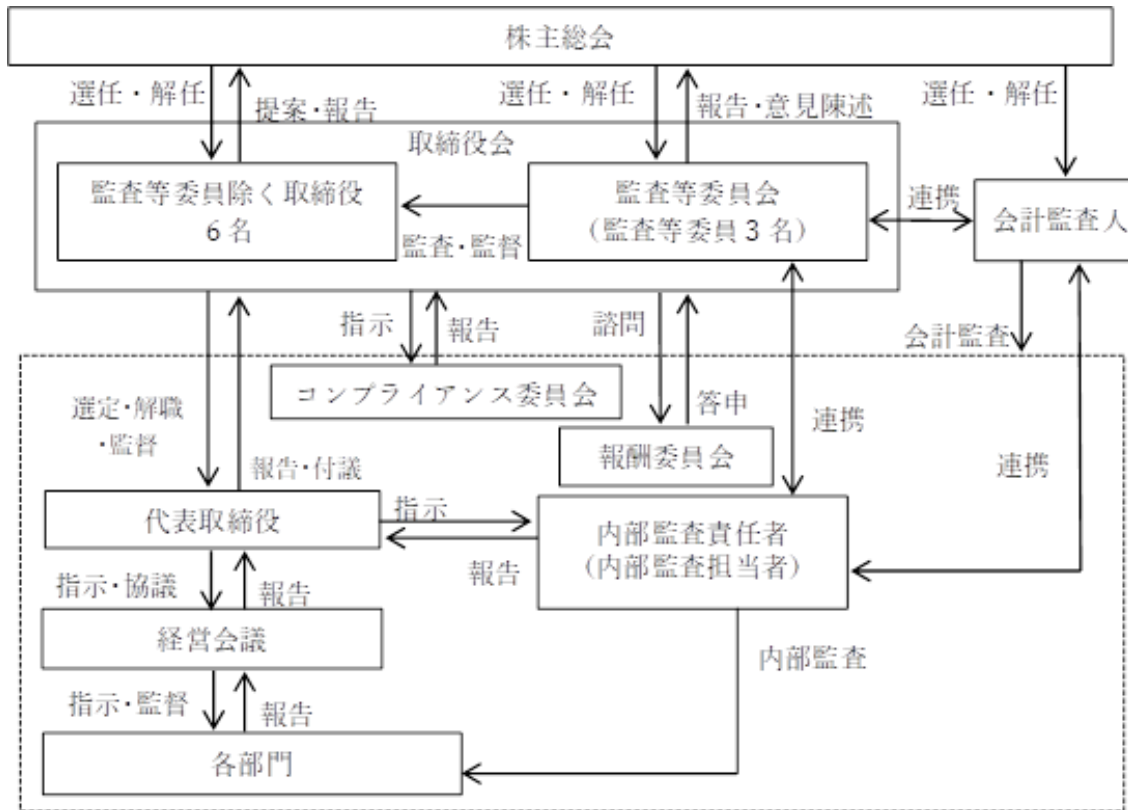 株主総会
選任・解任
提案・報告
選任・解任
報告・意見陳述
選任・解任
取締役会
監査等委員除く取締役
6名
監査・監督
監査等委員会
(監査等委員3名)
連携
会計監査人
指示
報告
諮問
答申
連携
会計監査
連携
コンプライアンス委員会
報酬委員会
選定・解職
・監督
報告・付議
代表取締役
指示
報告
内部監査責任者
(内部監査担当者)
指示・協議
報告
経営会議
内部監査
指示・監督
報告
各部門